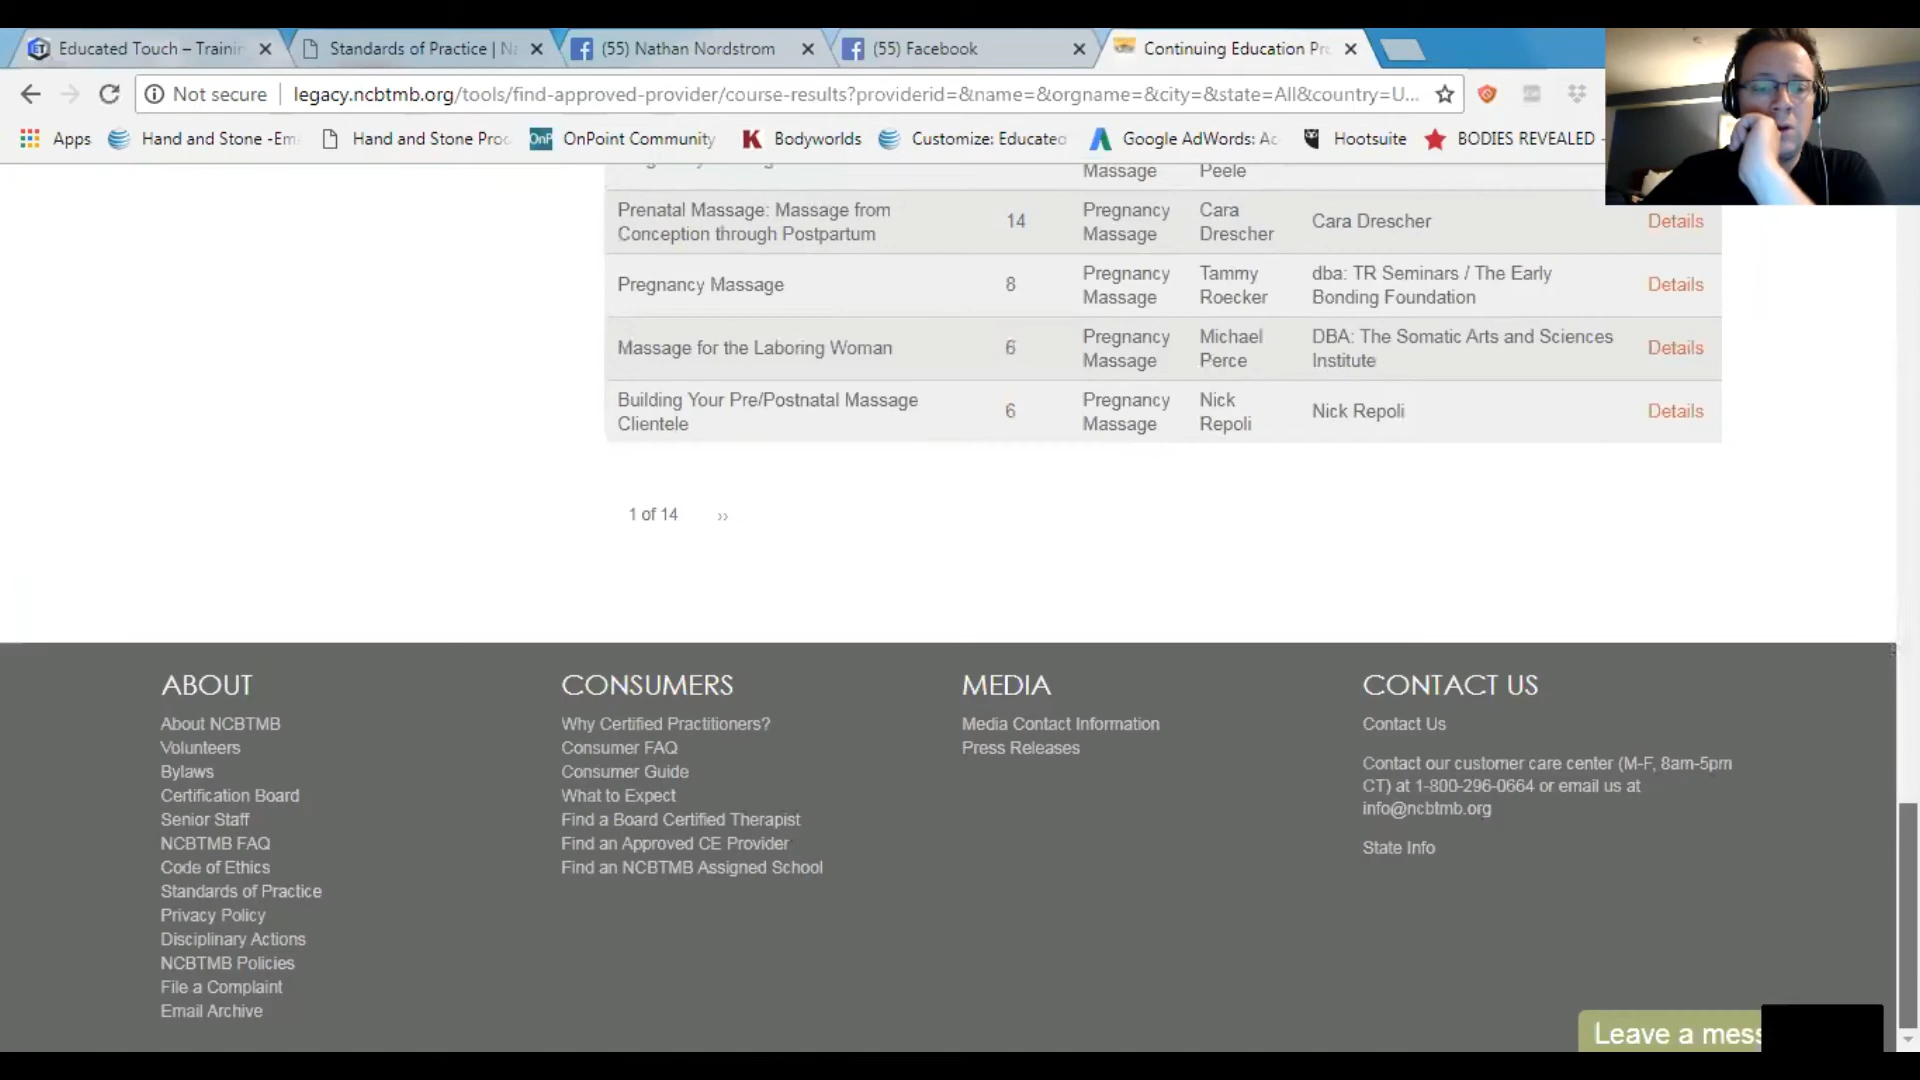 Educated Touch – Trainin
Standards of Practice | Na
(55) Nathan Nordstrom
(55) Facebook
Continuing Education Pro
Not secure
legacy.ncbtmb.org/tools/find-approved-provider/course-results?providerid=&name=&orgname=&city=&state=All&country=U...
Apps
Hand and Stone -Em
Hand and Stone Proc
OnPoint Community
Bodyworlds
Customize: Educated
Google AdWords: Ac
Hootsuite
BODIES REVEALED -
Massage Peele
Prenatal Massage: Massage from Conception through Postpartum
14
Pregnancy Massage
Cara Drescher
Cara Drescher
Details
Pregnancy Massage
8
Pregnancy Massage
Tammy Roecker
dba: TR Seminars / The Early Bonding Foundation
Details
Massage for the Laboring Woman
6
Pregnancy Massage
Michael Perce
DBA: The Somatic Arts and Sciences Institute
Details
Building Your Pre/Postnatal Massage Clientele
6
Pregnancy Massage
Nick Repoli
Nick Repoli
Details
1 of 14 ››
ABOUT
About NCBTMB
Volunteers
Bylaws
Certification Board
Senior Staff
NCBTMB FAQ
Code of Ethics
Standards of Practice
Privacy Policy
Disciplinary Actions
NCBTMB Policies
File a Complaint
Email Archive
CONSUMERS
Why Certified Practitioners?
Consumer FAQ
Consumer Guide
What to Expect
Find a Board Certified Therapist
Find an Approved CE Provider
Find an NCBTMB Assigned School
MEDIA
Media Contact Information
Press Releases
CONTACT US
Contact Us
Contact our customer care center (M-F, 8am-5pm
CT) at 1-800-296-0664 or email us at
info@ncbtmb.org
State Info
Leave a mess